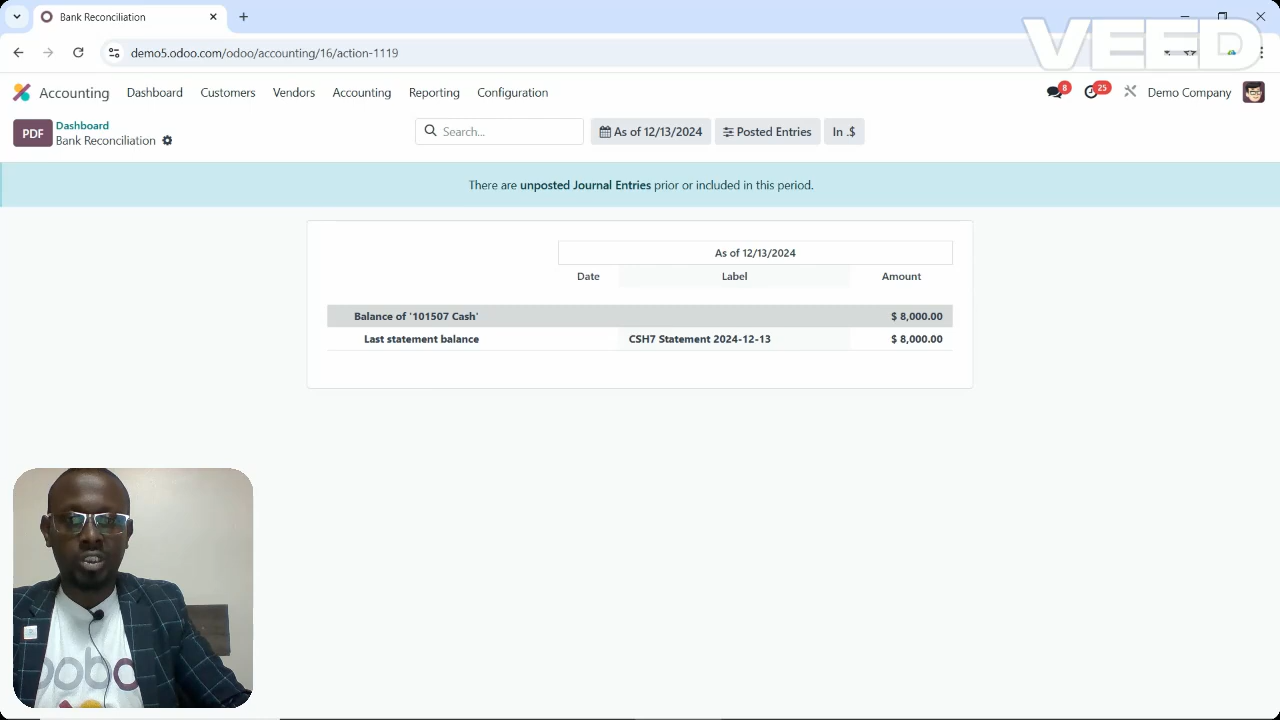 Bank Reconciliation
demo5.odoo.com/odoo/accounting/16/action-1119
VEED
Accounting Dashboard Customers Vendors Accounting Reporting Configuration 8 25 Demo Company
PDF Dashboard
Bank Reconciliation
Search... As of 12/13/2024 Posted Entries In .$
There are unposted Journal Entries prior or included in this period.
As of 12/13/2024
Date Label Amount
Balance of '101507 Cash' $ 8,000.00
Last statement balance CSH7 Statement 2024-12-13 $ 8,000.00